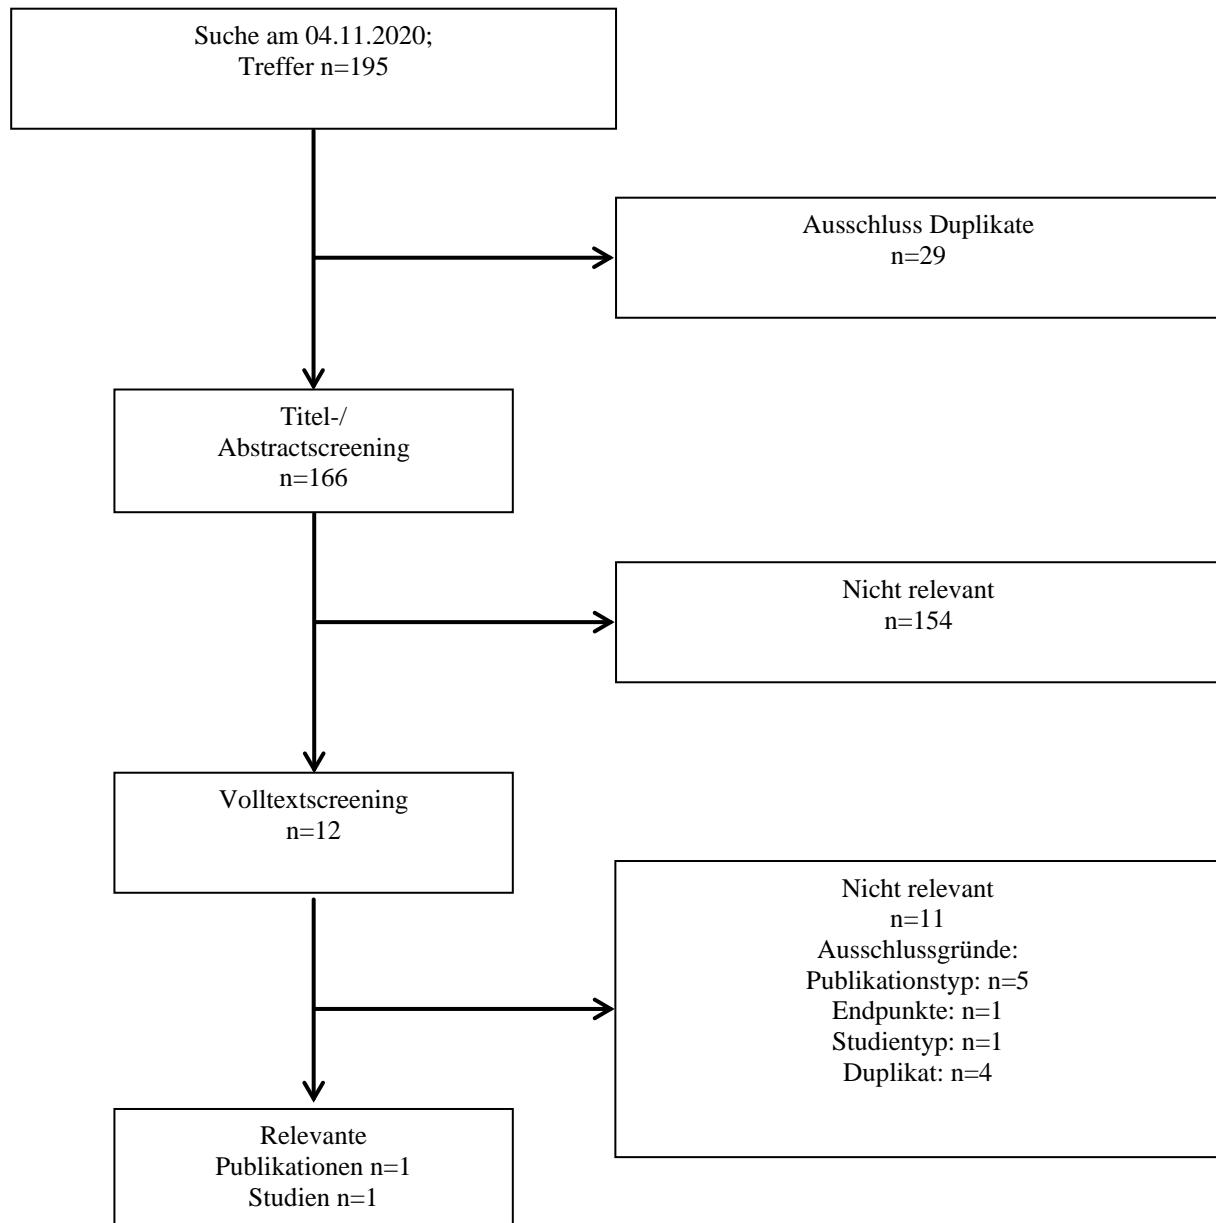 Suche am 04.11.2020;
Treffer n=195
Ausschluss Duplikate
n=29
Titel-/
Abstractscreening
n=166
Nicht relevant
n=154
Volltextscreening
n=12
Nicht relevant
n=11
Ausschlussgründe:
Publikationstyp: n=5
Endpunkte: n=1
Studientyp: n=1
Duplikat: n=4
Relevante
Publikationen n=1
Studien n=1